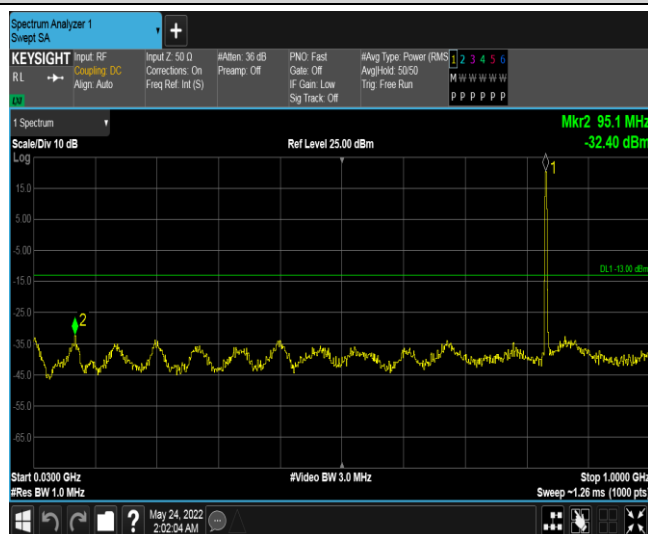 Spectrum Analyzer 1
Swept SA
+
KEYSIGHT
RL
LXI
Input: RF
Coupling: DC
Align: Auto
Input Z: 50 Ω
Corrections: On
Freq Ref: Int (S)
#Atten: 36 dB
Preamp: Off
PNO: Fast
Gate: Off
IF Gain: Low
Sig Track: Off
#Avg Type: Power (RMS
Avg|Hold: 50/50
Trig: Free Run
1 2 3 4 5 6
M W W W W W
P P P P P P
1 Spectrum
Mkr2 95.1 MHz
-32.40 dBm
Scale/Div 10 dB
Ref Level 25.00 dBm
Log
1
15.0
5.00
-5.00
DL1 -13.00 dBm
-15.0
-25.0
2
-35.0
-45.0
-55.0
-65.0
Start 0.0300 GHz
#Video BW 3.0 MHz
Stop 1.0000 GHz
#Res BW 1.0 MHz
Sweep ~1.26 ms (1000 pts)
?
May 24, 2022
2:02:04 AM